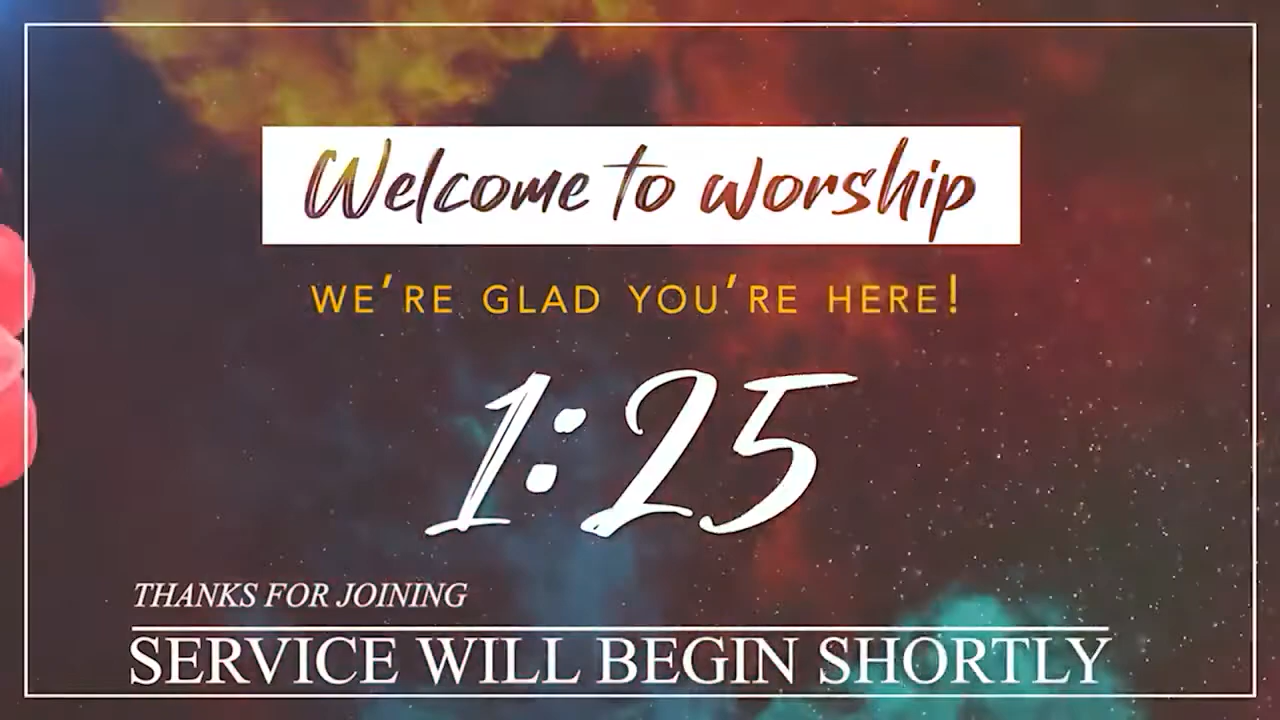 Welcome to worship
WE'RE GLAD YOU'RE HERE!
1:25
THANKS FOR JOINING
SERVICE WILL BEGIN SHORTLY